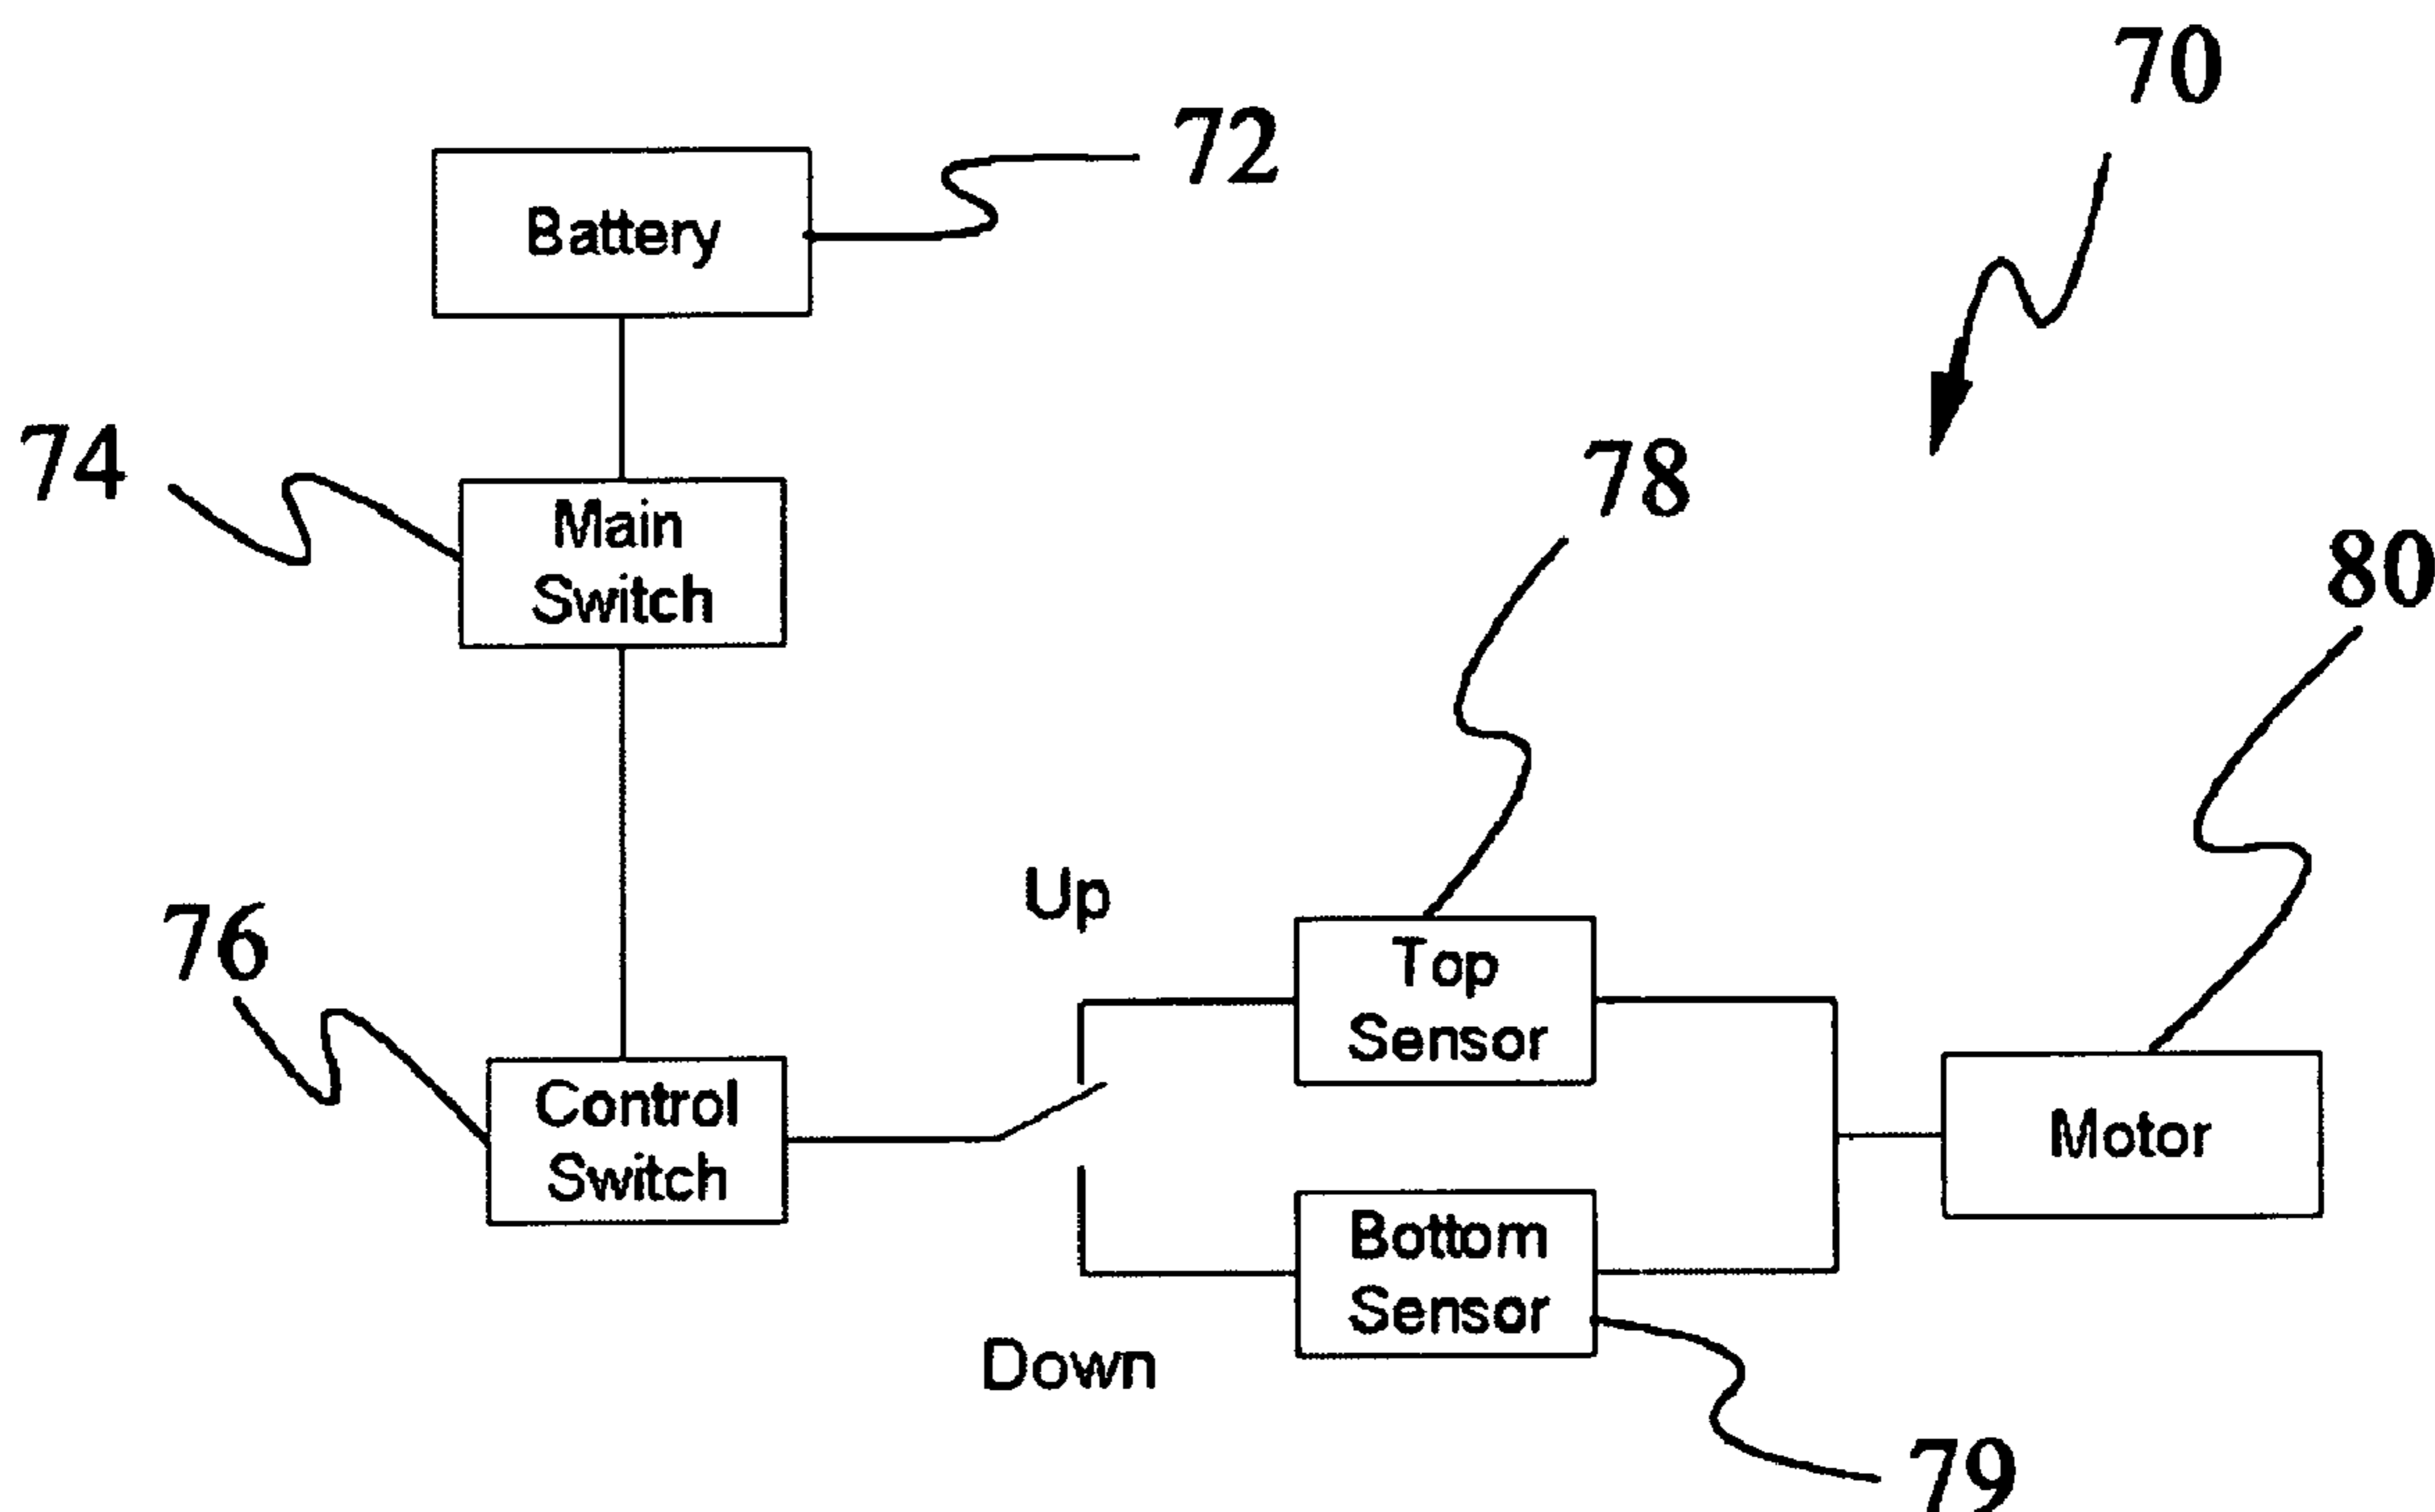 70
72
Battery
74
Main
Switch
78
80
76
Up
Top
Sensor
Control
Switch
Motor
Bottom
Sensor
Down
79